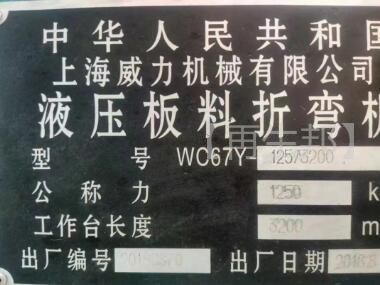 中华人民共和国
上海威力机械有限公司
液压板料折弯机
型 号 WC67Y-125/3200
公称力 1250 k
工作台长度 3200 m
出厂编号 出厂日期 2018